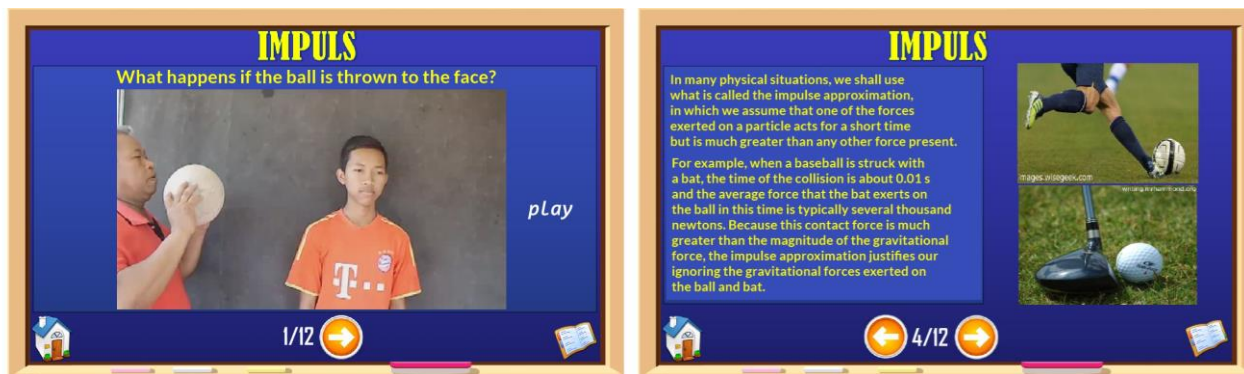 IMPULS
What happens if the ball is thrown to the face?
T
play
1/12
IMPULS
In many physical situations, we shall use
what is called the impulse approximation,
in which we assume that one of the forces
exerted on a particle acts for a short time
but is much greater than any other force present.
For example, when a baseball is struck with
a bat, the time of the collision is about 0.01 s
and the average force that the bat exerts on
the ball in this time is typically several thousand
newtons. Because this contact force is much
greater than the magnitude of the gravitational
force, the impulse approximation justifies our
ignoring the gravitational forces exerted on
the ball and bat.
mages.wisegeek.com
4/12